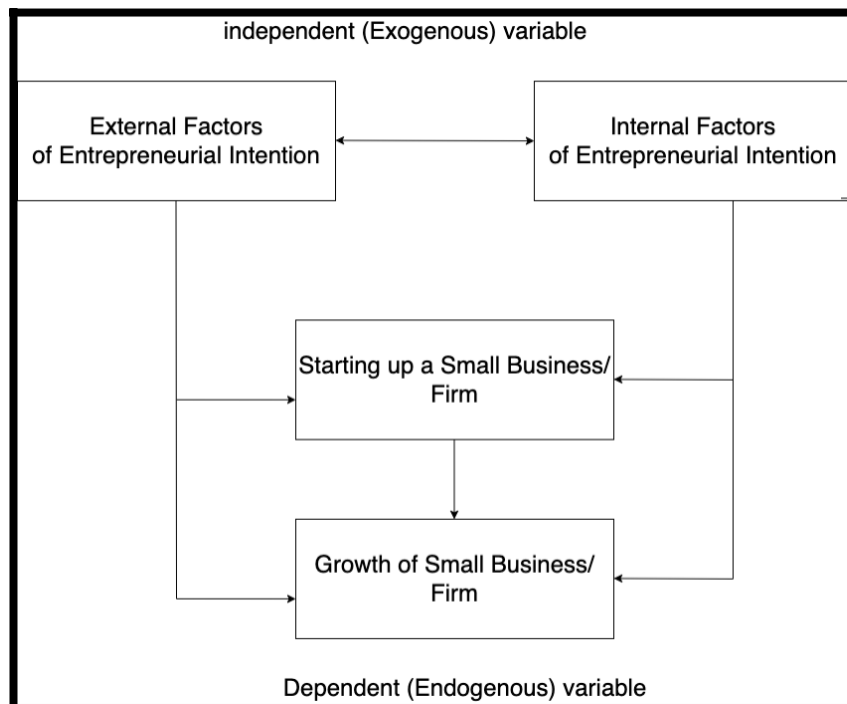 independent (Exogenous) variable
External Factors
of Entrepreneurial Intention
Internal Factors
of Entrepreneurial Intention
Starting up a Small Business/
Firm
Growth of Small Business/
Firm
Dependent (Endogenous) variable